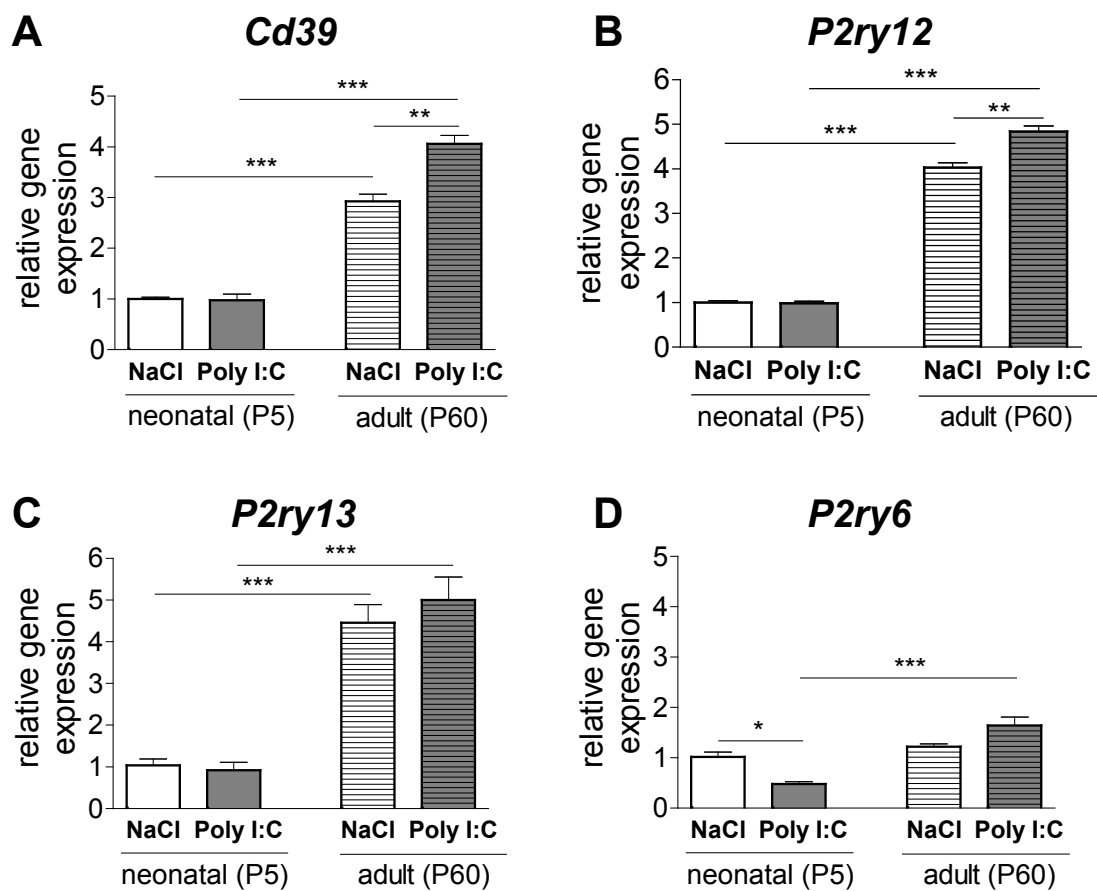 A
Cd39
relative gene
expression
5
4
3
2
1
0
***
**
***
NaCl Poly I:C NaCl Poly I:C
neonatal (P5) adult (P60)
B
P2ry12
relative gene
expression
6
5
4
3
2
1
0
***
**
***
NaCl Poly I:C NaCl Poly I:C
neonatal (P5) adult (P60)
C
P2ry13
relative gene
expression
6
5
4
3
2
1
0
***
***
NaCl Poly I:C NaCl Poly I:C
neonatal (P5) adult (P60)
D
P2ry6
relative gene
expression
5
4
3
2
1
0
***
*
NaCl Poly I:C NaCl Poly I:C
neonatal (P5) adult (P60)